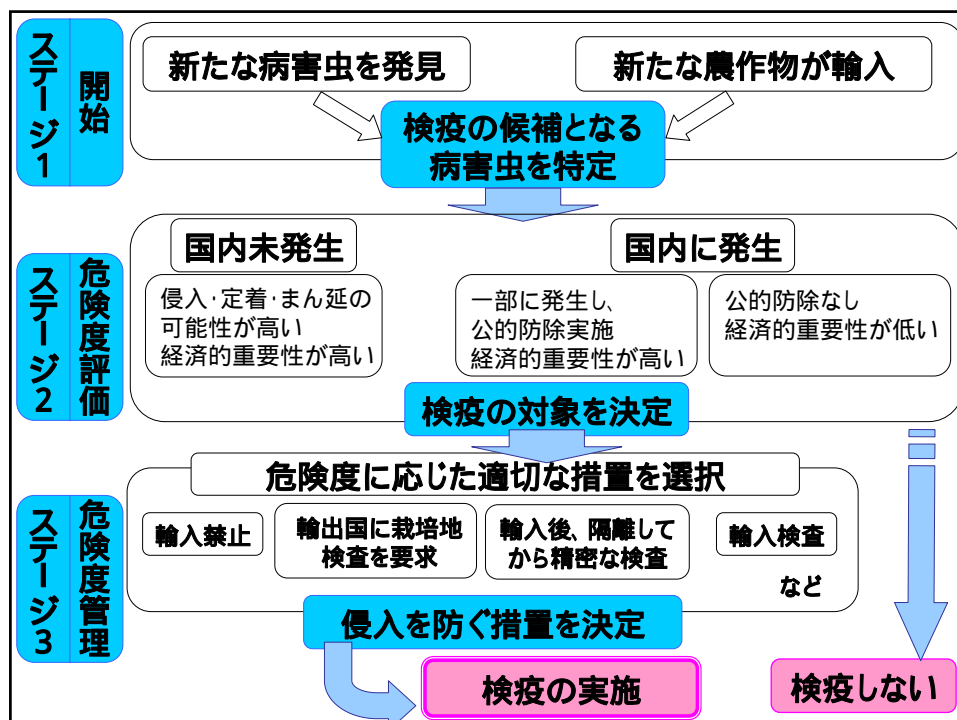 ステージ1
開始
新たな病害虫を発見
新たな農作物が輸入
検疫の候補となる
病害虫を特定
ステージ2
危険度評価
国内未発生
国内に発生
侵入・定着・まん延の
可能性が高い
経済的重要性が高い
一部に発生し、
公的防除実施
経済的重要性が高い
公的防除なし
経済的重要性が低い
検疫の対象を決定
ステージ3
危険度管理
危険度に応じた適切な措置を選択
輸入禁止
輸出国に栽培地
検査を要求
輸入後、隔離して
から精密な検査
輸入検査
など
侵入を防ぐ措置を決定
検疫の実施
検疫しない